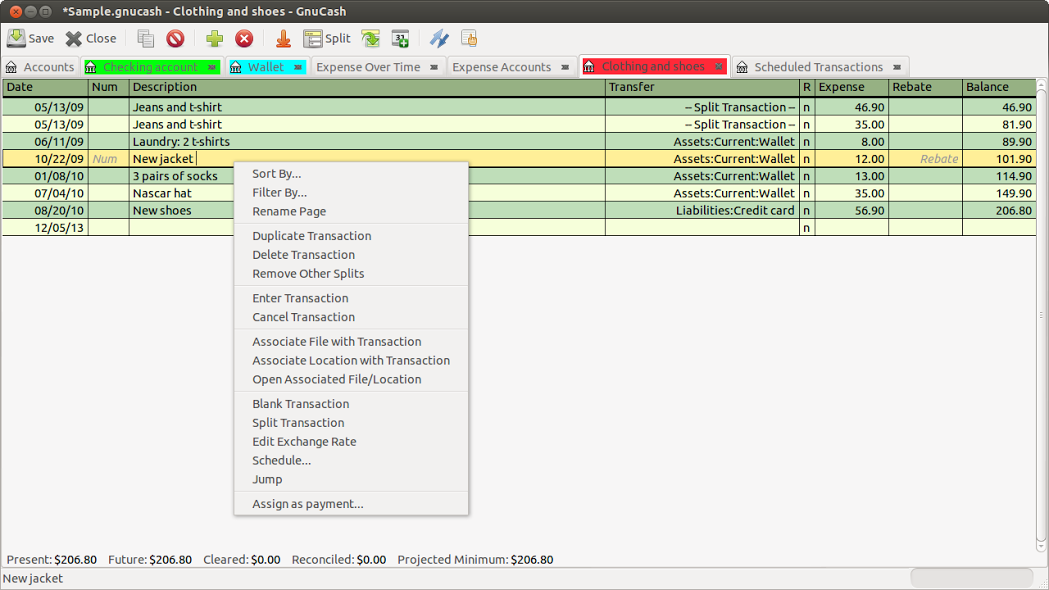 *Sample.gnucash - Clothing and shoes - GnuCash
Save Close Split
Accounts Checking account Wallet Expense Over Time Expense Accounts Clothing and shoes Scheduled Transactions
Date Num Description Transfer R Expense Rebate Balance
05/13/09 Jeans and t-shirt -- Split Transaction -- n 46.90 46.90
05/13/09 Jeans and t-shirt -- Split Transaction -- n 35.00 81.90
06/11/09 Laundry: 2 t-shirts Assets:Current:Wallet n 8.00 89.90
10/22/09 Num New jacket Assets:Current:Wallet n 12.00 Rebate 101.90
01/08/10 3 pairs of socks Assets:Current:Wallet n 13.00 114.90
07/04/10 Nascar hat Assets:Current:Wallet n 35.00 149.90
08/20/10 New shoes Liabilities:Credit card n 56.90 206.80
12/05/13 n
Sort By...
Filter By...
Rename Page
Duplicate Transaction
Delete Transaction
Remove Other Splits
Enter Transaction
Cancel Transaction
Associate File with Transaction
Associate Location with Transaction
Open Associated File/Location
Blank Transaction
Split Transaction
Edit Exchange Rate
Schedule...
Jump
Assign as payment...
Present: $206.80 Future: $206.80 Cleared: $0.00 Reconciled: $0.00 Projected Minimum: $206.80
New jacket